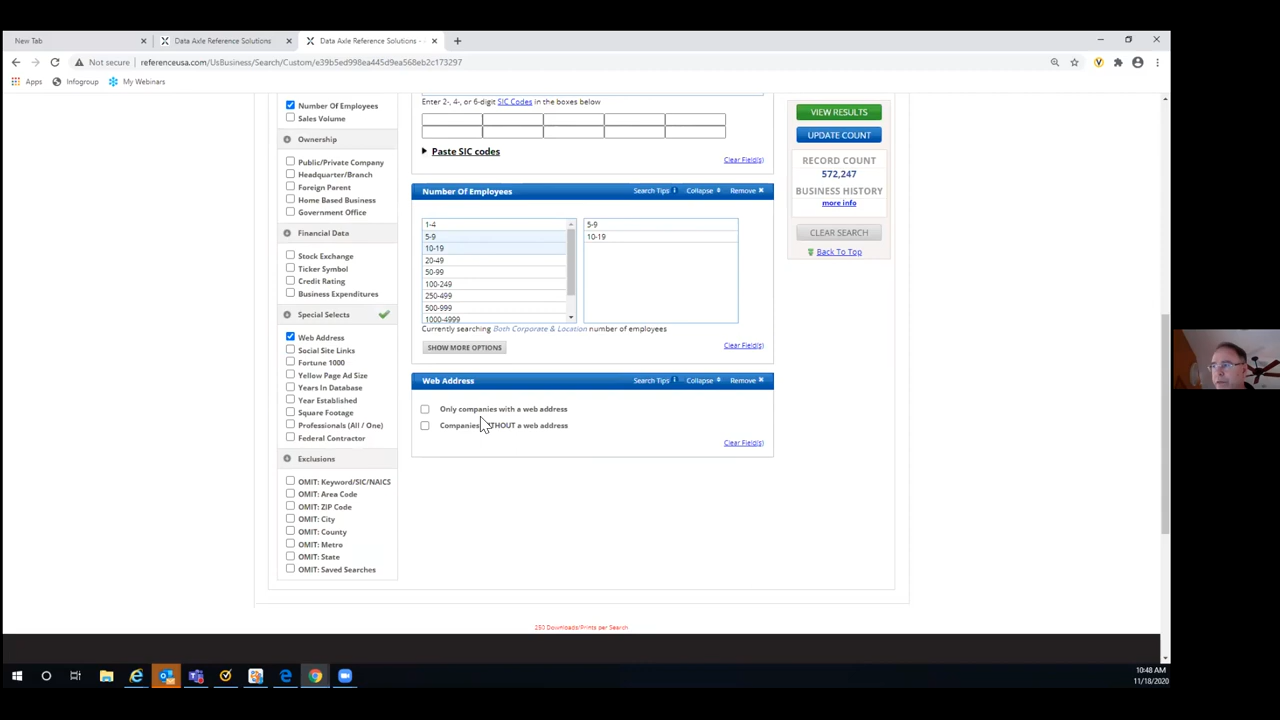 New Tab
Data Axle Reference Solutions
Data Axle Reference Solutions -
Not secure | referenceusa.com/UsBusiness/Search/Custom/e39b5ed998ea445d9ea568eb2c173297
Apps Infogroup My Webinars
Number Of Employees
Sales Volume
Ownership
Public/Private Company
Headquarter/Branch
Foreign Parent
Home Based Business
Government Office
Financial Data
Stock Exchange
Ticker Symbol
Credit Rating
Business Expenditures
Special Selects
Web Address
Social Site Links
Fortune 1000
Yellow Page Ad Size
Years In Database
Year Established
Square Footage
Professionals (All / One)
Federal Contractor
Exclusions
OMIT: Keyword/SIC/NAICS
OMIT: Area Code
OMIT: ZIP Code
OMIT: City
OMIT: County
OMIT: Metro
OMIT: State
OMIT: Saved Searches
Enter 2-, 4-, or 6-digit SIC Codes in the boxes below
Paste SIC codes
Clear Field(s)
Number Of Employees Search Tips Collapse Remove
1-4
5-9
10-19
20-49
50-99
100-249
250-499
500-999
1000-4999
5-9
10-19
Currently searching Both Corporate & Location number of employees
SHOW MORE OPTIONS
Clear Field(s)
Web Address Search Tips Collapse Remove
Only companies with a web address
Companies WITHOUT a web address
Clear Field(s)
VIEW RESULTS
UPDATE COUNT
RECORD COUNT
572,247
BUSINESS HISTORY
more info
CLEAR SEARCH
Back To Top
250 Downloads/Prints per Search
10:48 AM
11/18/2020